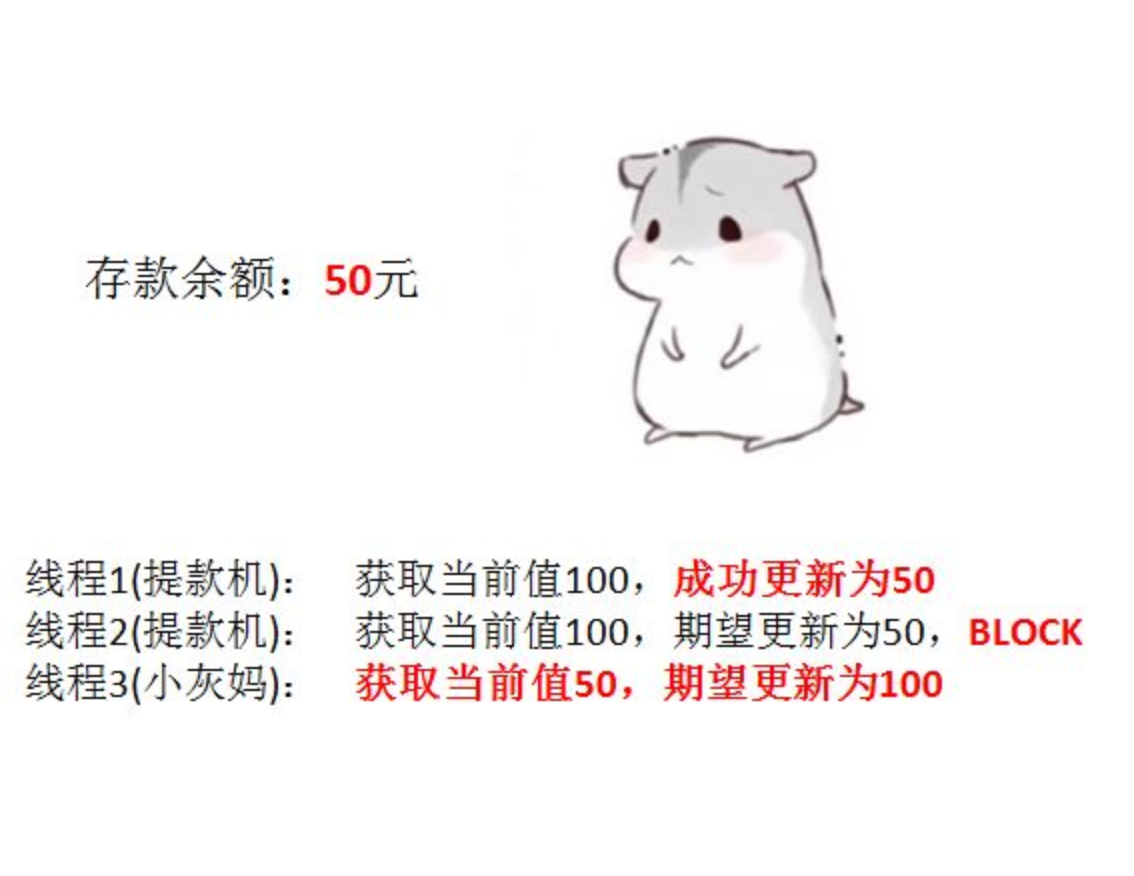 存款余额：50元
线程1(提款机)： 获取当前值100，成功更新为50
线程2(提款机)： 获取当前值100，期望更新为50，BLOCK
线程3(小灰妈)： 获取当前值50，期望更新为100